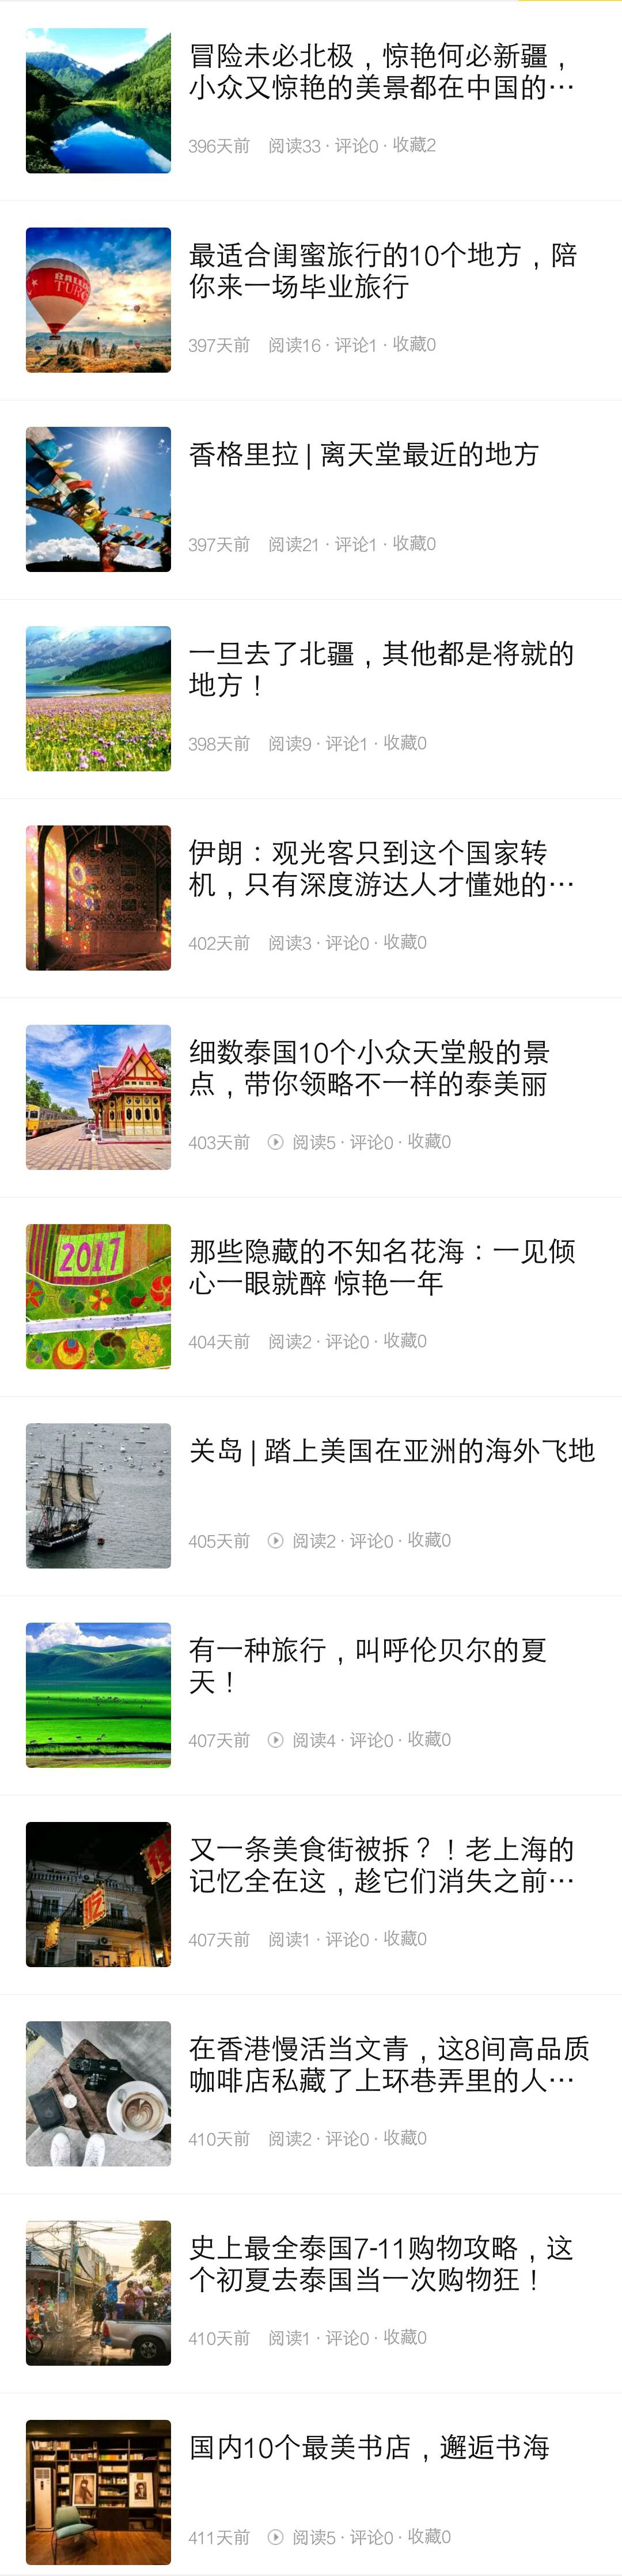 冒险未必北极，惊艳何必新疆，
小众又惊艳的美景都在中国的…
396天前 阅读33 · 评论0 · 收藏2
BALLOON
TURC
最适合闺蜜旅行的10个地方，陪
你来一场毕业旅行
397天前 阅读16 · 评论1 · 收藏0
香格里拉 | 离天堂最近的地方
397天前 阅读21 · 评论1 · 收藏0
一旦去了北疆，其他都是将就的
地方！
398天前 阅读9 · 评论1 · 收藏0
伊朗：观光客只到这个国家转
机，只有深度游达人才懂她的…
402天前 阅读3 · 评论0 · 收藏0
细数泰国10个小众天堂般的景
点，带你领略不一样的泰美丽
403天前 阅读5 · 评论0 · 收藏0
2017
那些隐藏的不知名花海：一见倾
心一眼就醉 惊艳一年
404天前 阅读2 · 评论0 · 收藏0
关岛 | 踏上美国在亚洲的海外飞地
405天前 阅读2 · 评论0 · 收藏0
有一种旅行，叫呼伦贝尔的夏
天！
407天前 阅读4 · 评论0 · 收藏0
又一条美食街被拆？！老上海的
记忆全在这，趁它们消失之前…
407天前 阅读1 · 评论0 · 收藏0
在香港慢活当文青，这8间高品质
咖啡店私藏了上环巷弄里的人…
410天前 阅读2 · 评论0 · 收藏0
史上最全泰国7-11购物攻略，这
个初夏去泰国当一次购物狂！
410天前 阅读1 · 评论0 · 收藏0
国内10个最美书店，邂逅书海
411天前 阅读5 · 评论0 · 收藏0